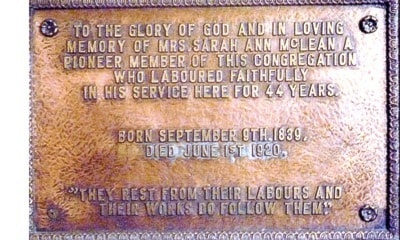 TO THE GLORY OF GOD AND IN LOVING
MEMORY OF MRS. SARAH ANN MCLEAN A
PIONEER MEMBER OF THIS CONGREGATION
WHO LABOURED FAITHFULLY
IN HIS SERVICE HERE FOR 44 YEARS.
BORN SEPTEMBER 9TH. 1839.
DIED JUNE 1ST 1920.
"THEY REST FROM THEIR LABOURS AND
THEIR WORKS DO FOLLOW THEM."